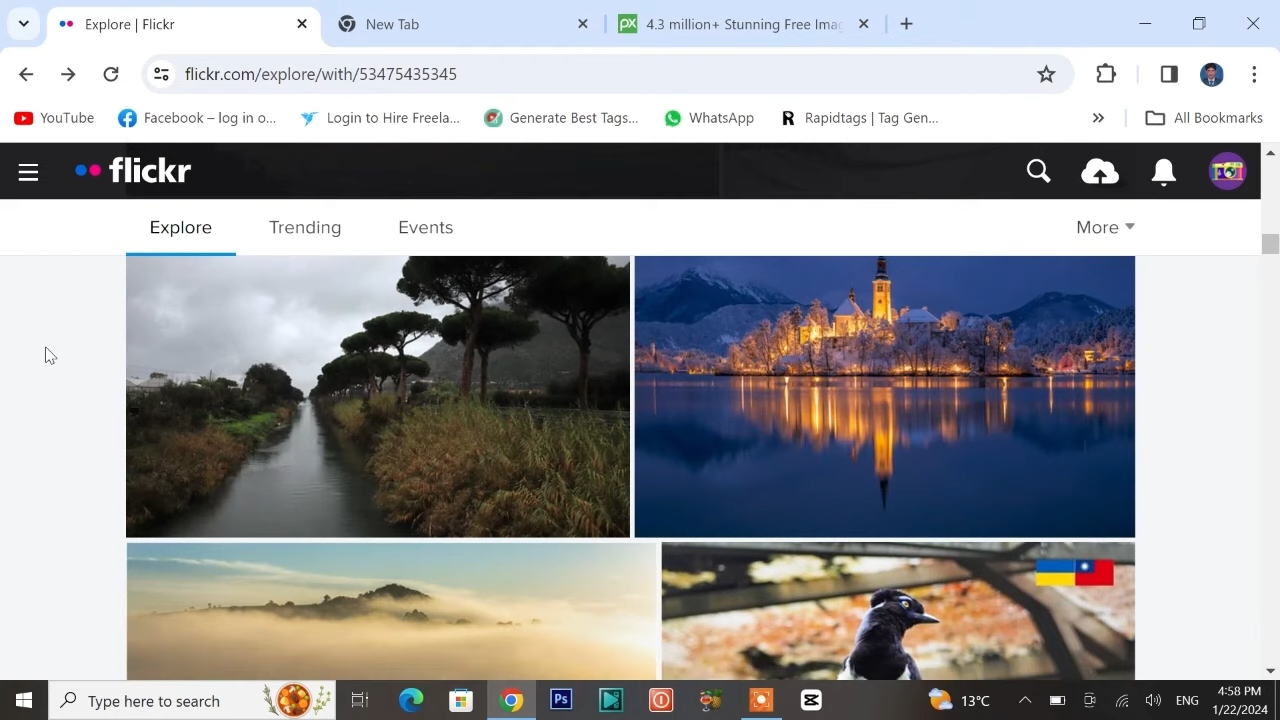 Explore | Flickr
New Tab
4.3 million+ Stunning Free Imag
flickr.com/explore/with/53475435345
YouTube
Facebook – log in o...
Login to Hire Freela...
Generate Best Tags...
WhatsApp
Rapidtags | Tag Gen...
»
All Bookmarks
flickr
Explore
Trending
Events
More
Type here to search
Ps
13°C
ENG
4:58 PM
1/22/2024